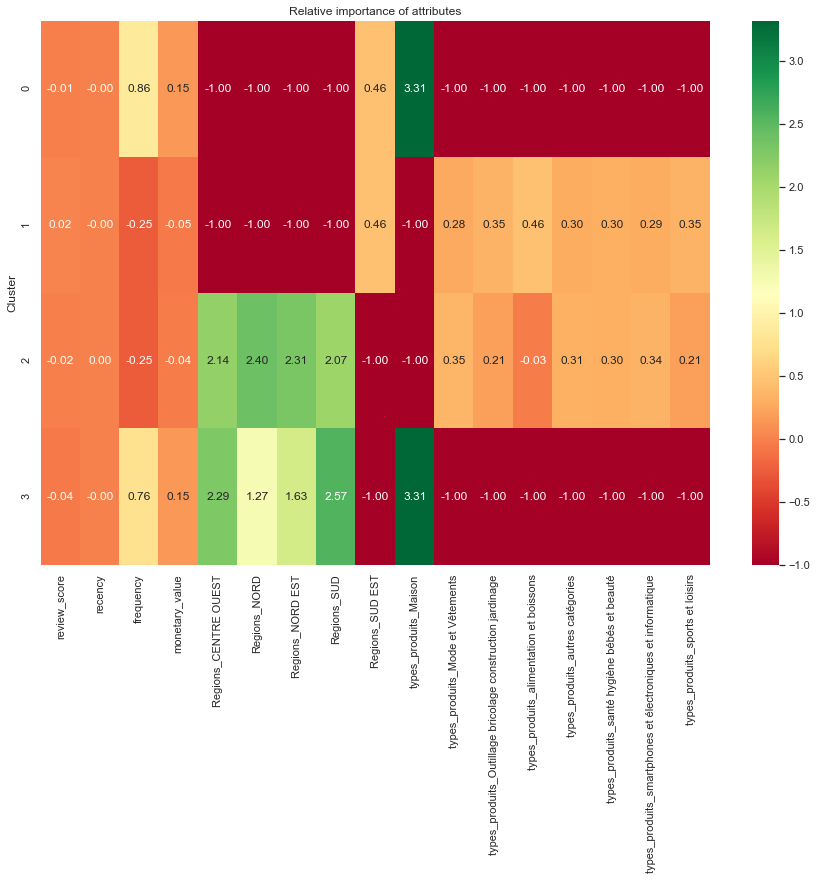 Relative importance of attributes
Cluster
0
-0.01 -0.00 0.86 0.15 -1.00 -1.00 -1.00 -1.00 0.46 3.31 -1.00 -1.00 -1.00 -1.00 -1.00 -1.00 -1.00
1
0.02 -0.00 -0.25 -0.05 -1.00 -1.00 -1.00 -1.00 0.46 -1.00 0.28 0.35 0.46 0.30 0.30 0.29 0.35
2
-0.02 0.00 -0.25 -0.04 2.14 2.40 2.31 2.07 -1.00 -1.00 0.35 0.21 -0.03 0.31 0.30 0.34 0.21
3
-0.04 -0.00 0.76 0.15 2.29 1.27 1.63 2.57 -1.00 3.31 -1.00 -1.00 -1.00 -1.00 -1.00 -1.00 -1.00
review_score
recency
frequency
monetary_value
Regions_CENTRE OUEST
Regions_NORD
Regions_NORD EST
Regions_SUD
Regions_SUD EST
types_produits_Maison
types_produits_Mode et Vêtements
types_produits_Outillage bricolage construction jardinage
types_produits_alimentation et boissons
types_produits_autres catégories
types_produits_santé hygiène bébés et beauté
types_produits_smartphones et électroniques et informatique
types_produits_sports et loisirs
3.0
2.5
2.0
1.5
1.0
0.5
0.0
−0.5
−1.0